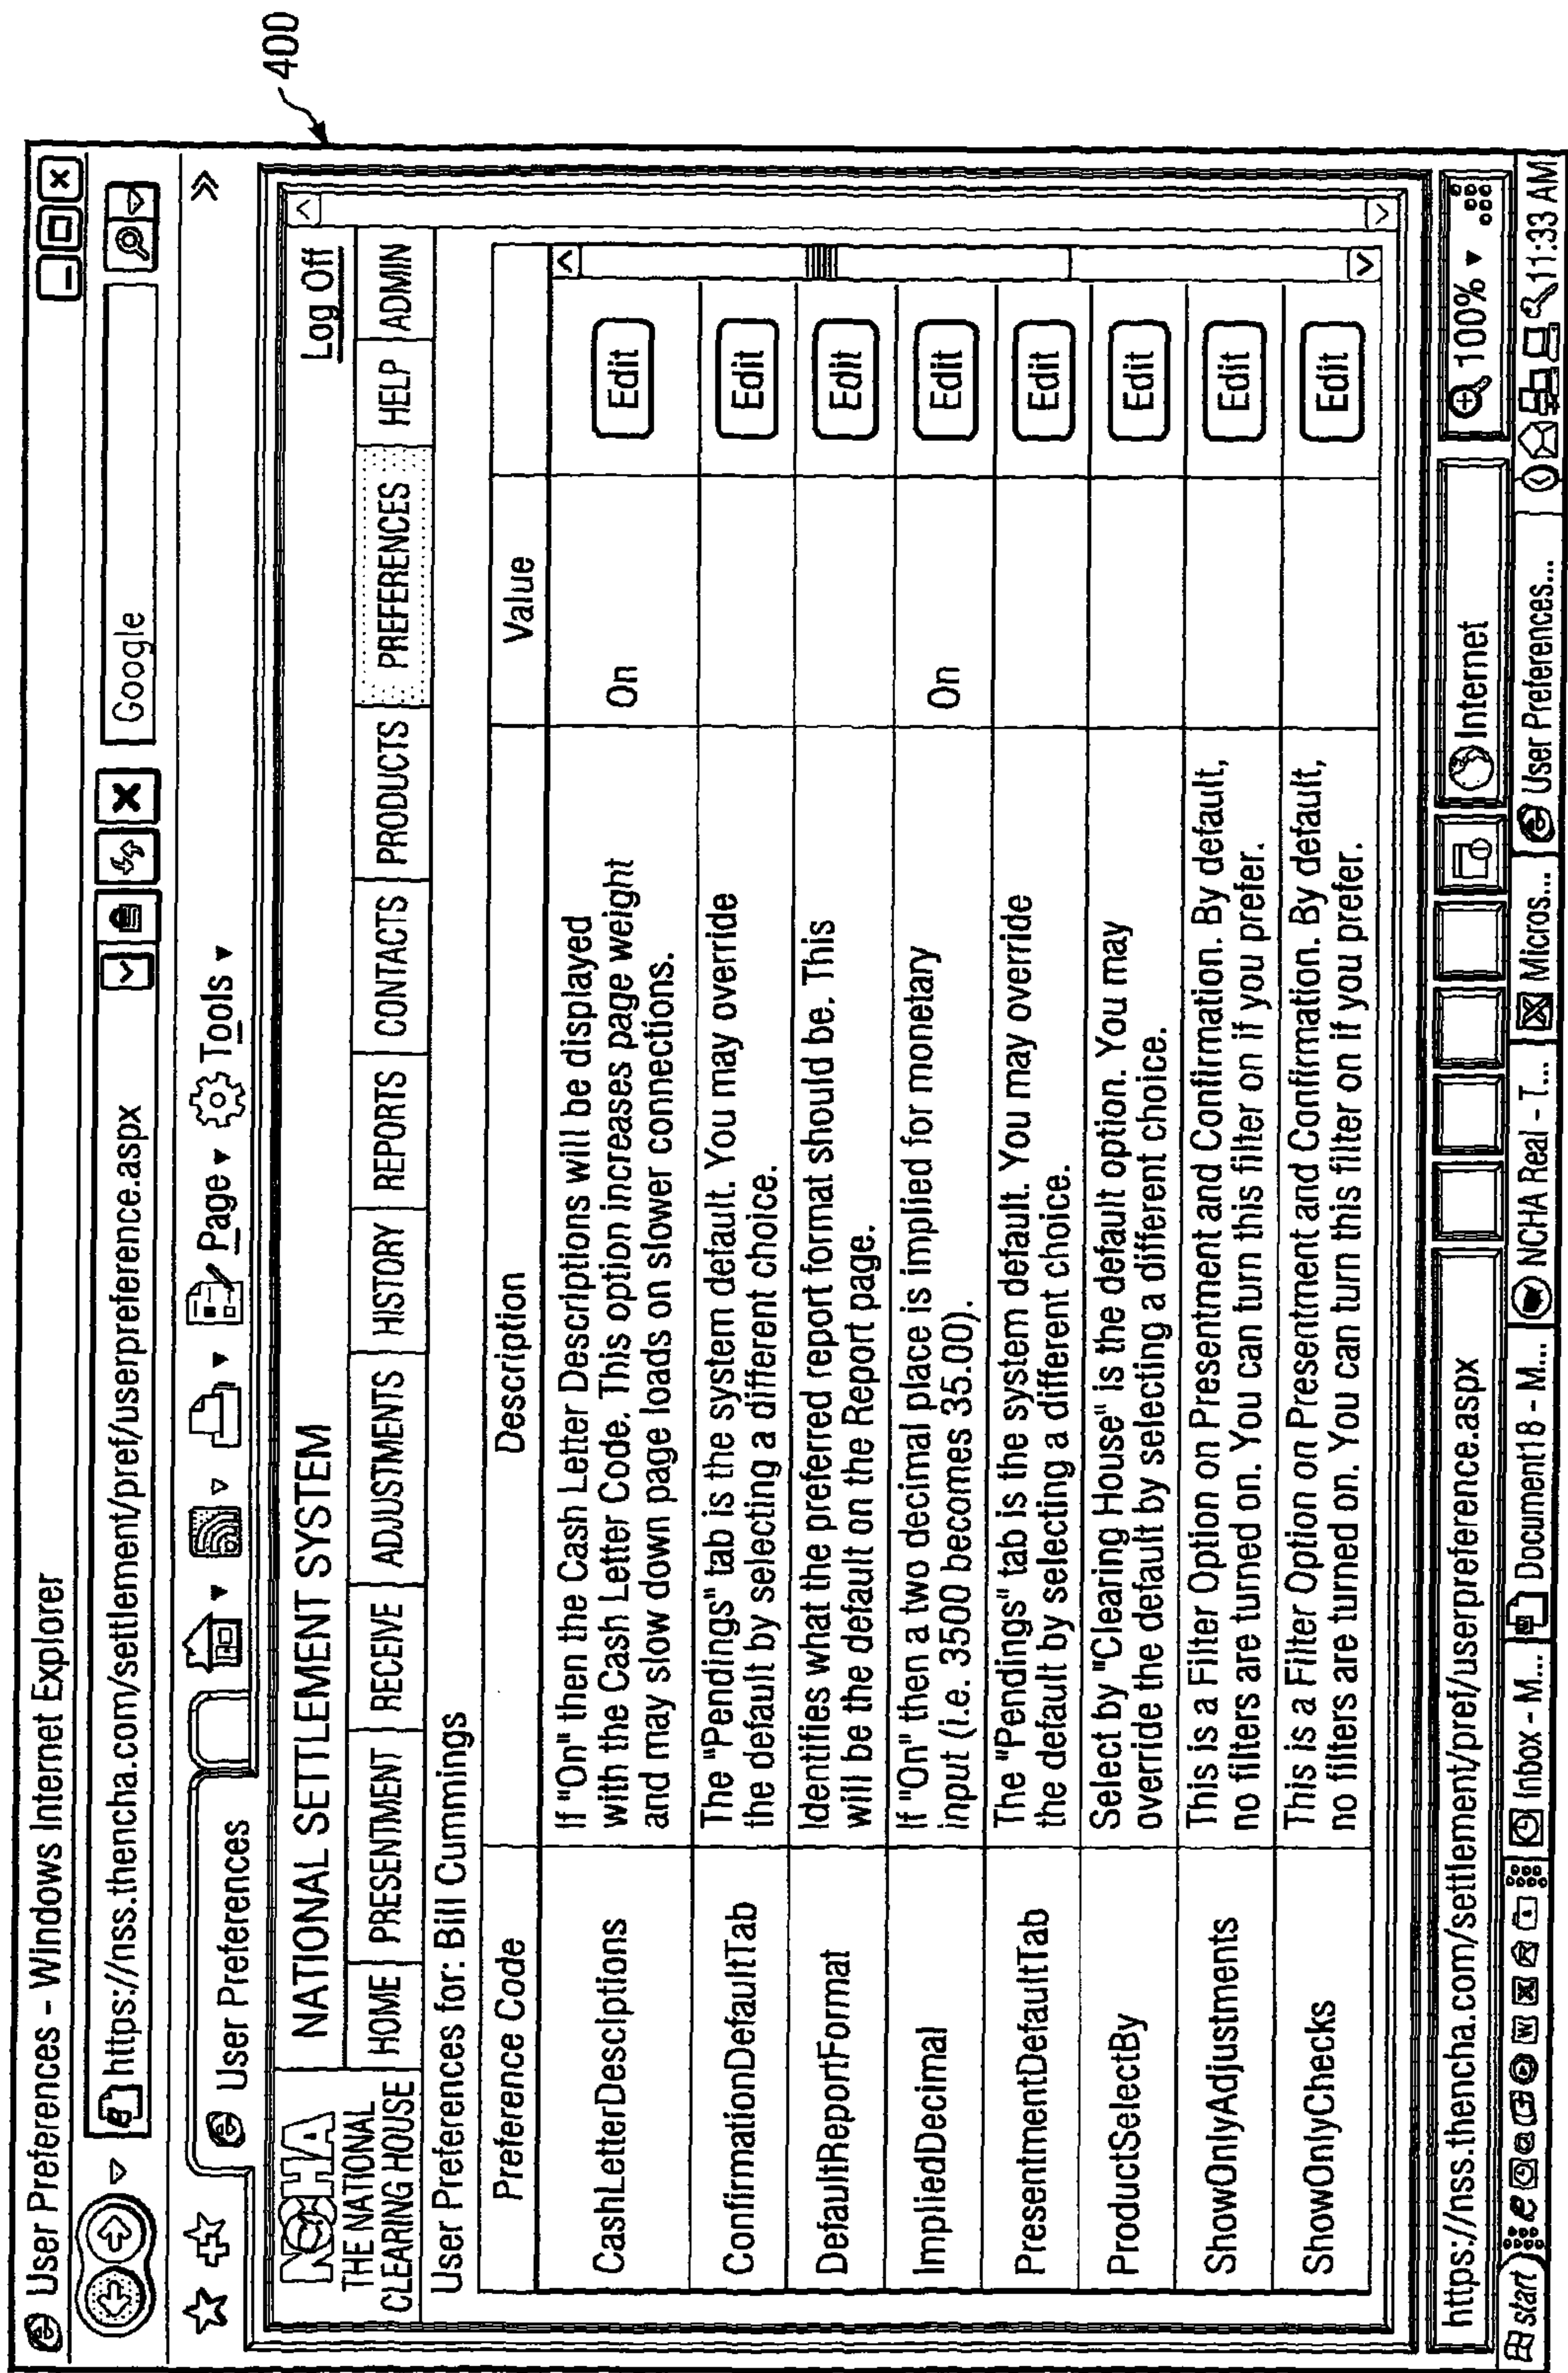 400
User Preferences - Windows Internet Explorer
https://nss.thencha.com/settlement/pref/userpreference.aspx
Google
User Preferences
Page Tools
NCHA
THE NATIONAL
CLEARING HOUSE
NATIONAL SETTLEMENT SYSTEM
Log Off
HOME PRESENTMENT RECEIVE ADJUSTMENTS HISTORY REPORTS CONTACTS PRODUCTS PREFERENCES HELP ADMIN
User Preferences for: Bill Cummings
Preference Code Description Value
CashLetterDesciptions
If "On" then the Cash Letter Descriptions will be displayed
with the Cash Letter Code. This option increases page weight
and may slow down page loads on slower connections.
On
Edit
ConfirmationDefaultTab
The "Pendings" tab is the system default. You may override
the default by selecting a different choice.
Edit
DefaultReportFormat
Identifies what the preferred report format should be. This
will be the default on the Report page.
Edit
ImpliedDecimal
If "On" then a two decimal place is implied for monetary
input (i.e. 3500 becomes 35.00).
On
Edit
PresentmentDefaultTab
The "Pendings" tab is the system default. You may override
the default by selecting a different choice.
Edit
ProductSelectBy
Select by "Clearing House" is the default option. You may
override the default by selecting a different choice.
Edit
ShowOnlyAdjustments
This is a Filter Option on Presentment and Confirmation. By default,
no filters are turned on. You can turn this filter on if you prefer.
Edit
ShowOnlyChecks
This is a Filter Option on Presentment and Confirmation. By default,
no filters are turned on. You can turn this filter on if you prefer.
Edit
https://nss.thencha.com/settlement/pref/userpreference.aspx
Internet
100%
start
Inbox - M...
Document18 - M...
NCHA Real - T...
Micros...
User Preferences...
11:33 AM